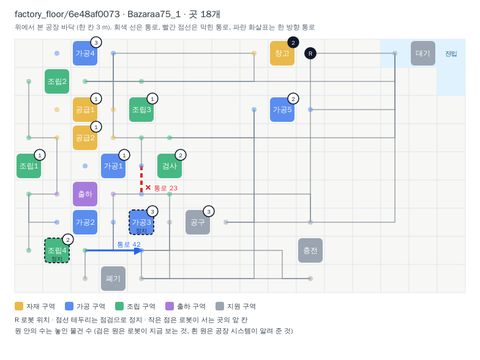 factory_floor/6e48af0073 · Bazaraa75_1 · 곳 18개
위에서 본 공장 바닥 (한 칸 3 m). 회색 선은 통로, 빨간 점선은 막힌 통로, 파란 화살표는 한 방향 통로
가공4 3 창고 2 R 대기 진입
조립2
공급1 1 조립3 1 가공5 1
공급2 1
조립1 1 가공1 1 검사 2
✕ 통로 23
출하
가공2 가공3 3 공구 3
통로 42
조립4 2 충전
폐기
자재 구역 가공 구역 조립 구역 출하 구역 지원 구역
R 로봇 위치 · 점선 테두리는 점검으로 정지 · 작은 점은 로봇이 서는 곳의 앞 칸
원 안의 수는 놓인 물건 수 (검은 원은 로봇이 지금 보는 것, 흰 원은 공장 시스템이 알려 준 것)